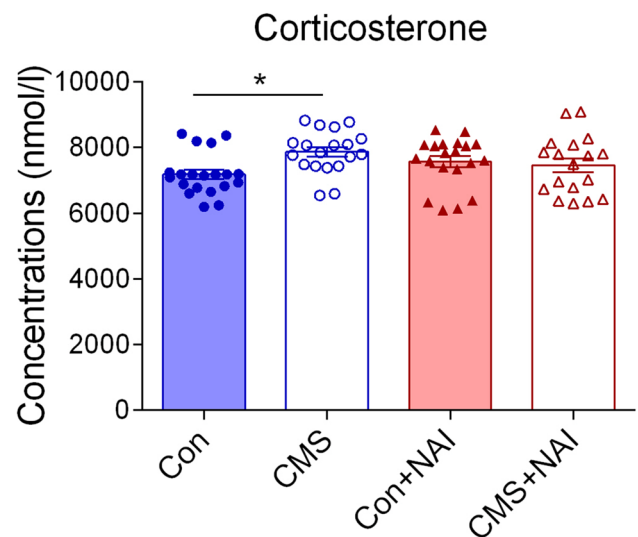 Corticosterone
Concentrations (nmol/l)
10000
8000
6000
4000
2000
0
*
Con
CMS
Con+NAI
CMS+NAI